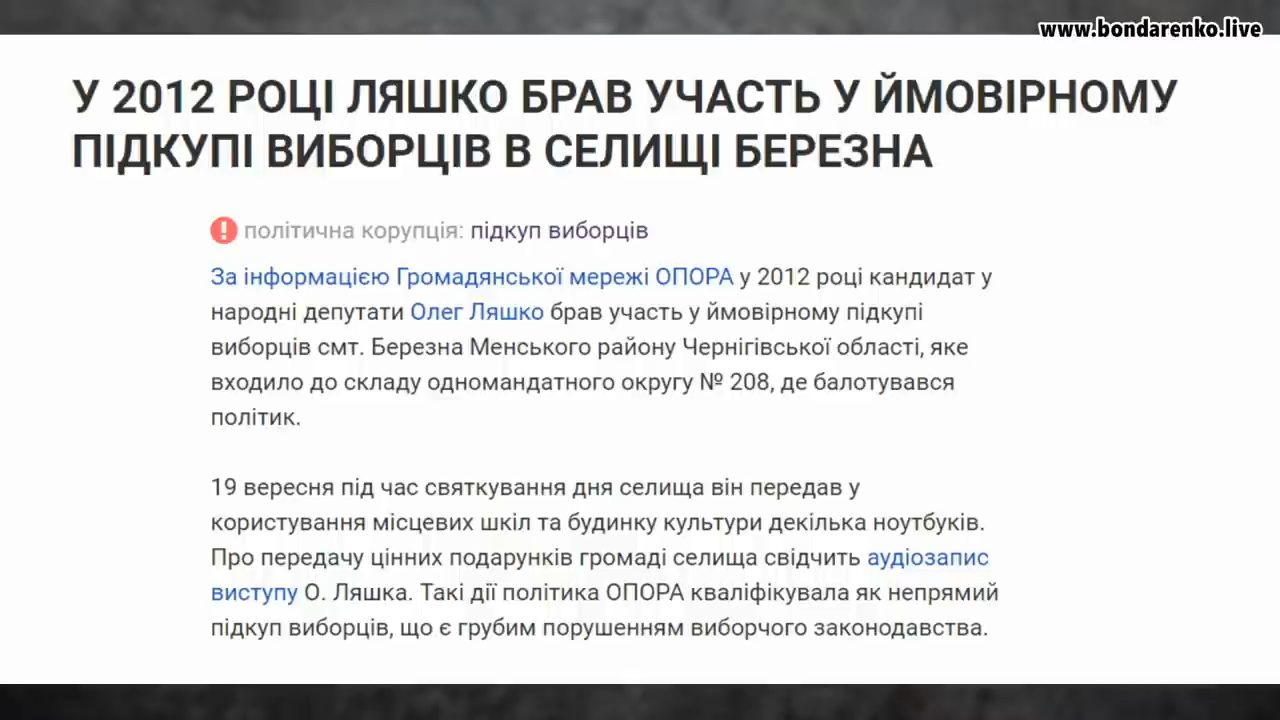 www.bondarenko.live
У 2012 РОЦІ ЛЯШКО БРАВ УЧАСТЬ У ЙМОВІРНОМУ
ПІДКУПІ ВИБОРЦІВ В СЕЛИЩІ БЕРЕЗНА
політична корупція: підкуп виборців
За інформацією Громадянської мережі ОПОРА у 2012 році кандидат у
народні депутати Олег Ляшко брав участь у ймовірному підкупі
виборців смт. Березна Менського району Чернігівської області, яке
входило до складу одномандатного округу № 208, де балотувався
політик.
19 вересня під час святкування дня селища він передав у
користування місцевих шкіл та будинку культури декілька ноутбуків.
Про передачу цінних подарунків громаді селища свідчить аудіозапис
виступу О. Ляшка. Такі дії політика ОПОРА кваліфікувала як непрямий
підкуп виборців, що є грубим порушенням виборчого законодавства.